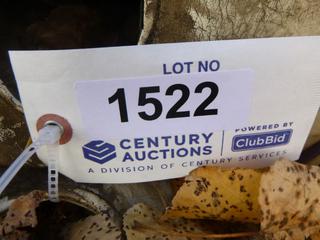 LOT NO
1522
CENTURY AUCTIONS
POWERED BY ClubBid
A DIVISION OF CENTURY SERVICES